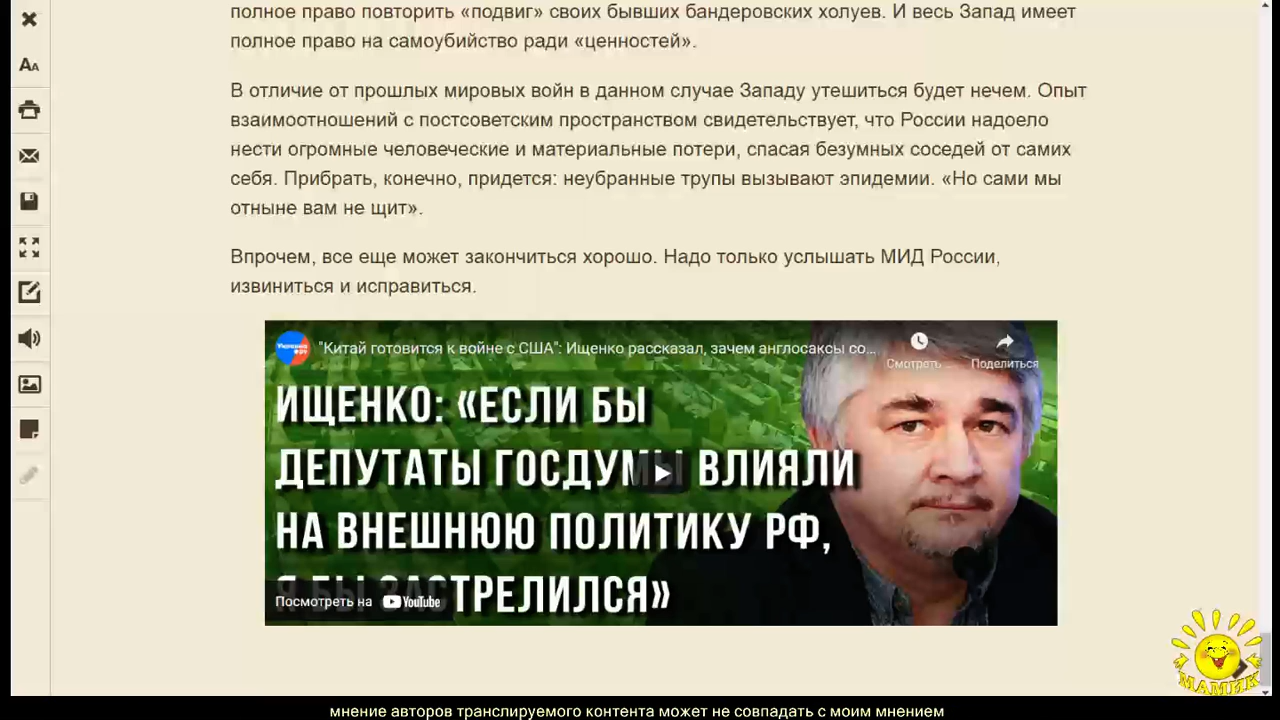 полное право повторить «подвиг» своих бывших бандеровских холуев. И весь Запад имеет
полное право на самоубийство ради «ценностей».
В отличие от прошлых мировых войн в данном случае Западу утешиться будет нечем. Опыт
взаимоотношений с постсоветским пространством свидетельствует, что России надоело
нести огромные человеческие и материальные потери, спасая безумных соседей от самих
себя. Прибрать, конечно, придется: неубранные трупы вызывают эпидемии. «Но сами мы
отныне вам не щит».
Впрочем, все еще может закончиться хорошо. Надо только услышать МИД России,
извиниться и исправиться.
"Китай готовится к войне с США": Ищенко рассказал, зачем англосаксы со...
Смотреть ...
Поделиться
ИЩЕНКО: «ЕСЛИ БЫ
ДЕПУТАТЫ ГОСДУМЫ ВЛИЯЛИ
НА ВНЕШНЮЮ ПОЛИТИКУ РФ,
Я БЫ ЗАСТРЕЛИЛСЯ»
Посмотреть на YouTube
МАМИК
мнение авторов транслируемого контента может не совпадать с моим мнением